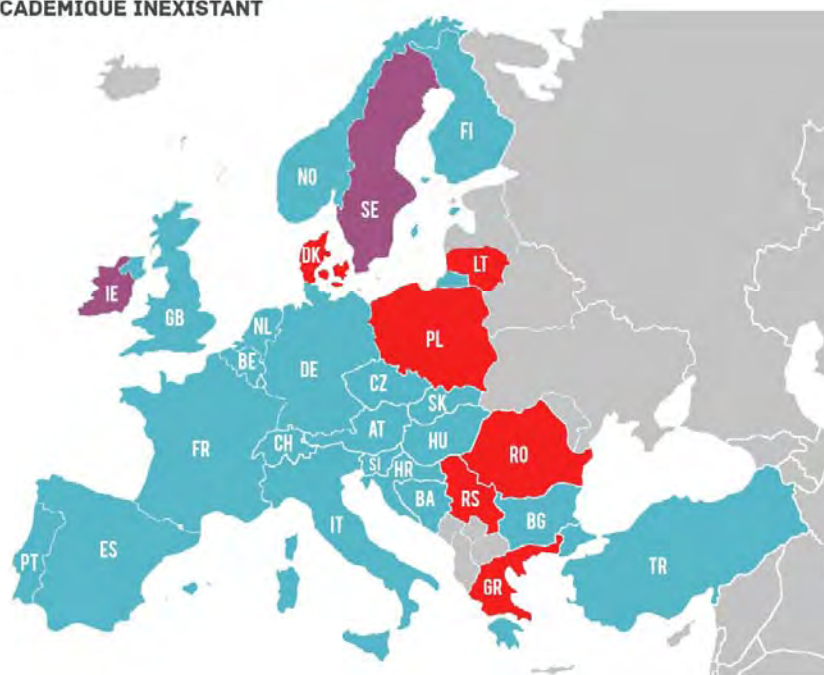 CADEMIQUE INEXISTANT
FI
NO
SE
DK
LT
IE
GB
NL
PL
BE
DE
CZ
SK
AT
HU
FR
CH
RO
SI
HR
BA
RS
BG
IT
ES
PT
TR
GR